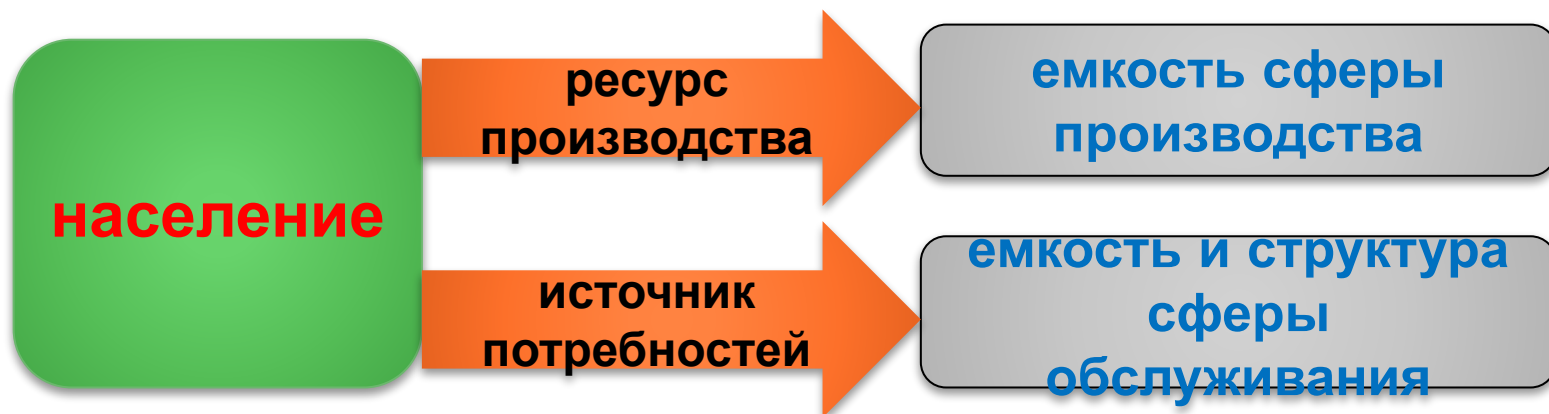 население
ресурс
производства
емкость сферы
производства
источник
потребностей
емкость и структура
сферы
обслуживания